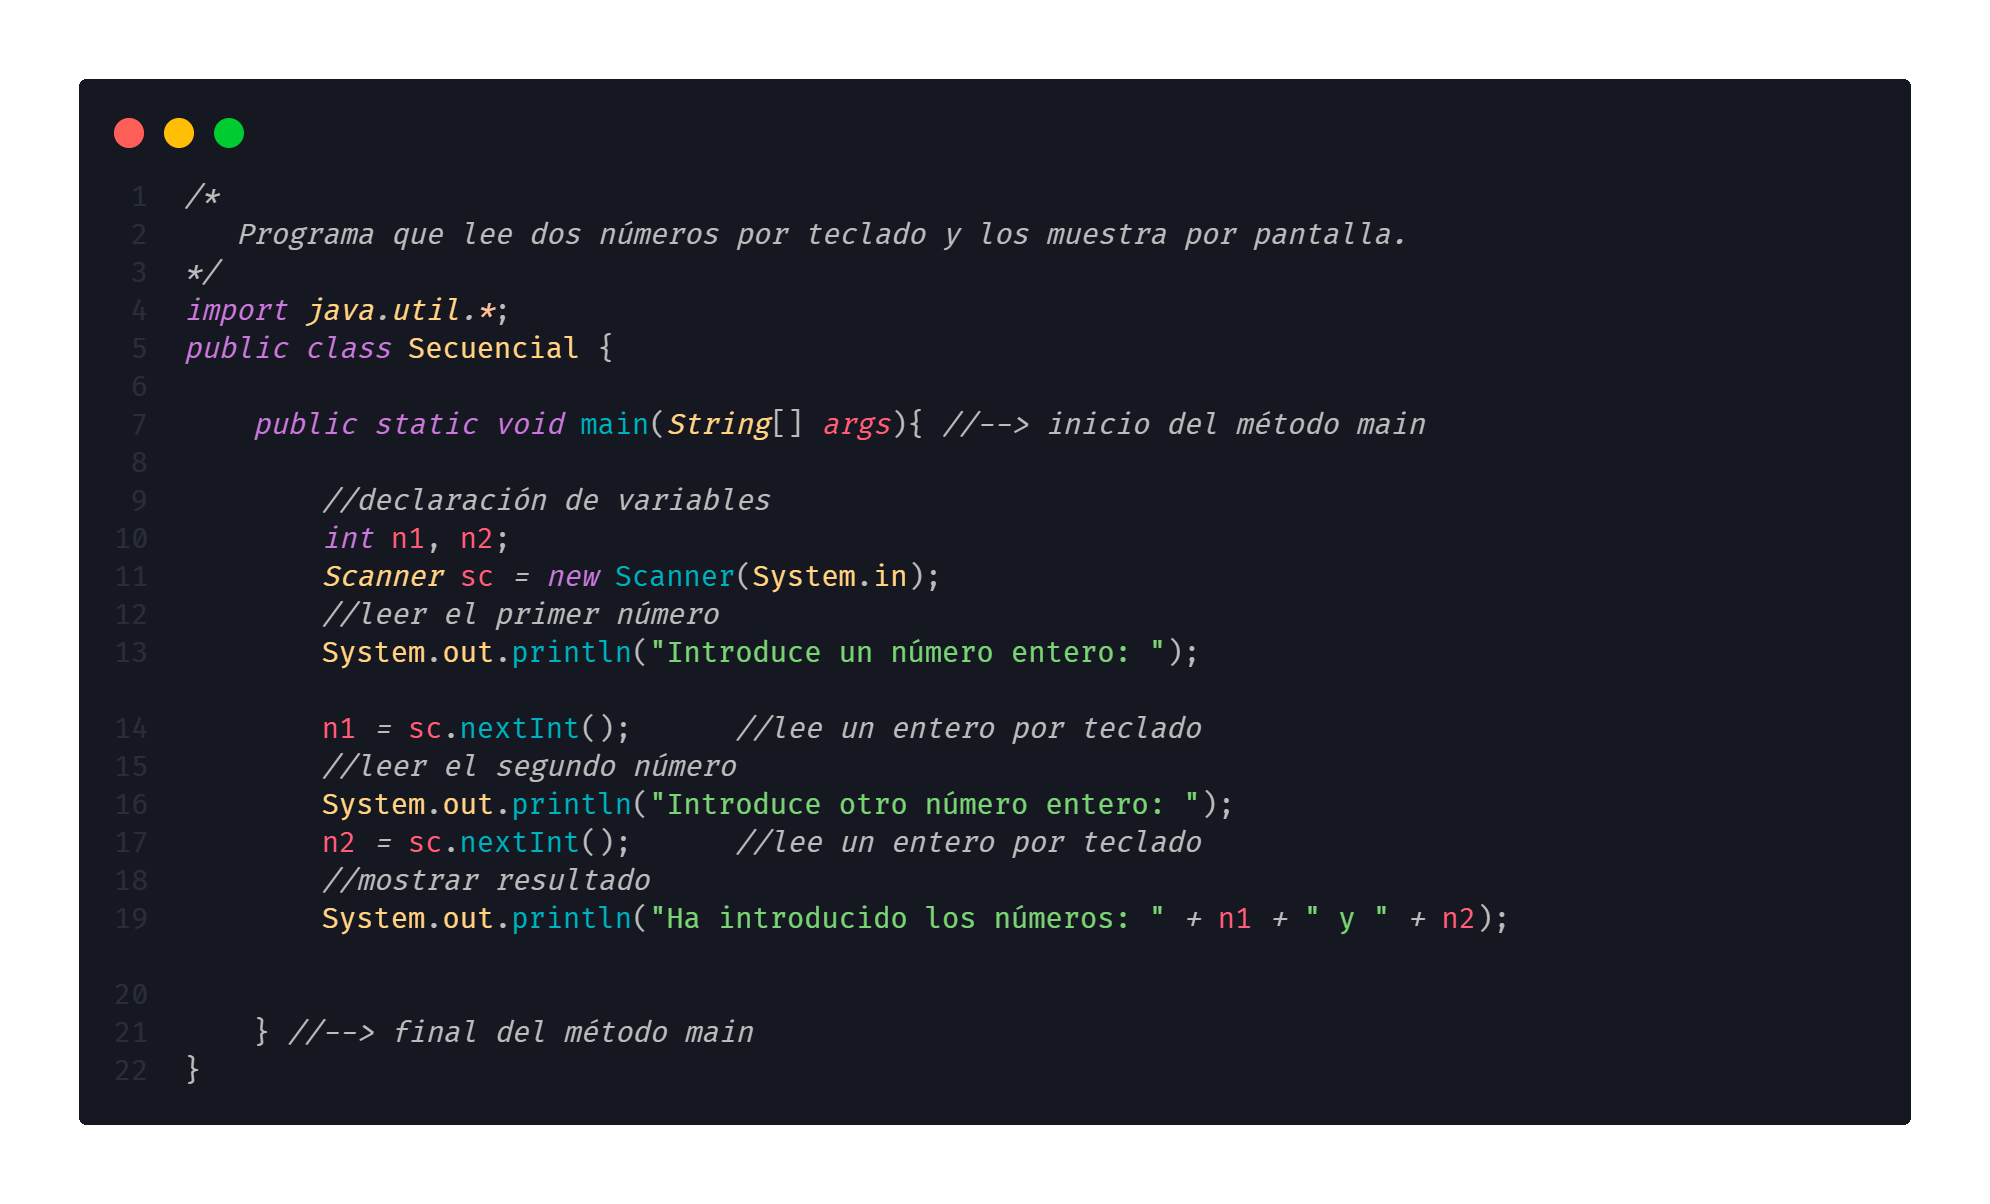 1 /*
2    Programa que lee dos números por teclado y los muestra por pantalla.
3 */
4 import java.util.*;
5 public class Secuencial {
6
7     public static void main(String[] args){ //--> inicio del método main
8
9         //declaración de variables
10         int n1, n2;
11         Scanner sc = new Scanner(System.in);
12         //leer el primer número
13         System.out.println("Introduce un número entero: ");
14         n1 = sc.nextInt();      //lee un entero por teclado
15         //leer el segundo número
16         System.out.println("Introduce otro número entero: ");
17         n2 = sc.nextInt();      //lee un entero por teclado
18         //mostrar resultado
19         System.out.println("Ha introducido los números: " + n1 + " y " + n2);
20
21     } //--> final del método main
22 }